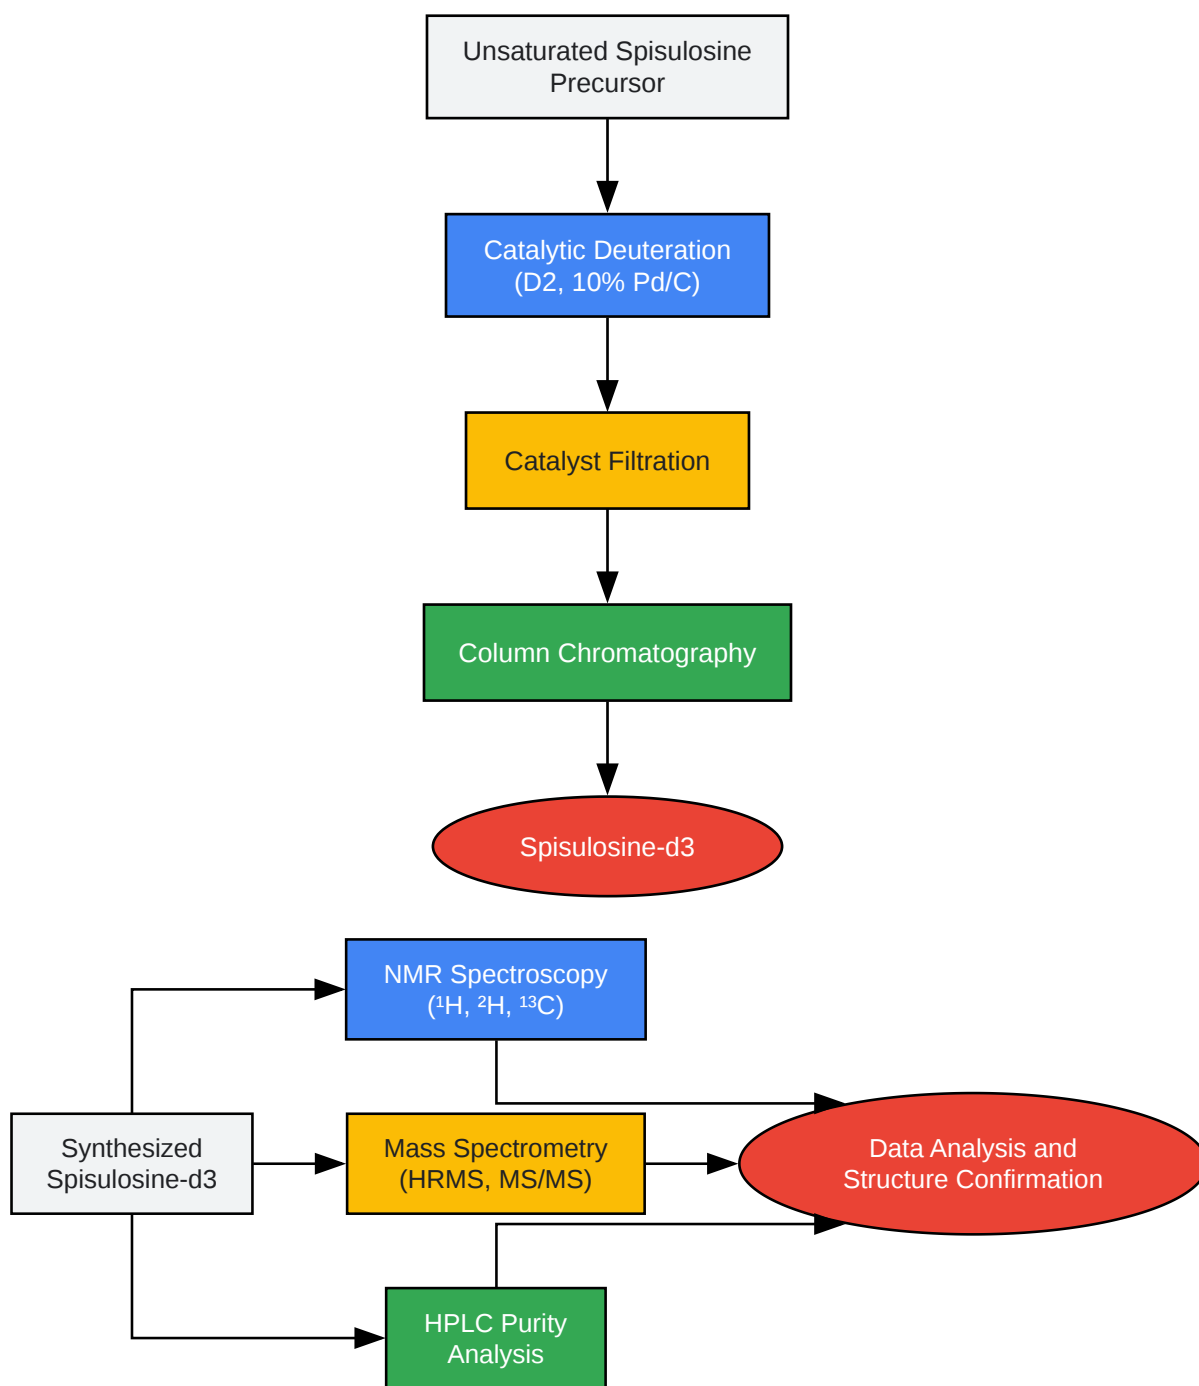 Unsaturated Spisulosine
Precursor
Catalytic Deuteration
(D2, 10% Pd/C)
Catalyst Filtration
Column Chromatography
Spisulosine-d3
NMR Spectroscopy
(¹H, ²H, ¹³C)
Synthesized
Spisulosine-d3
Mass Spectrometry
(HRMS, MS/MS)
Data Analysis and
Structure Confirmation
HPLC Purity
Analysis